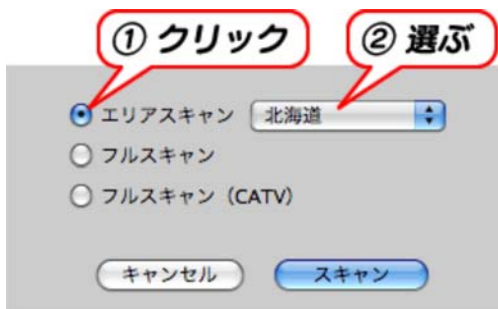 ① クリック
② 選ぶ
エリアスキャン 北海道
フルスキャン
フルスキャン（CATV）
キャンセル スキャン